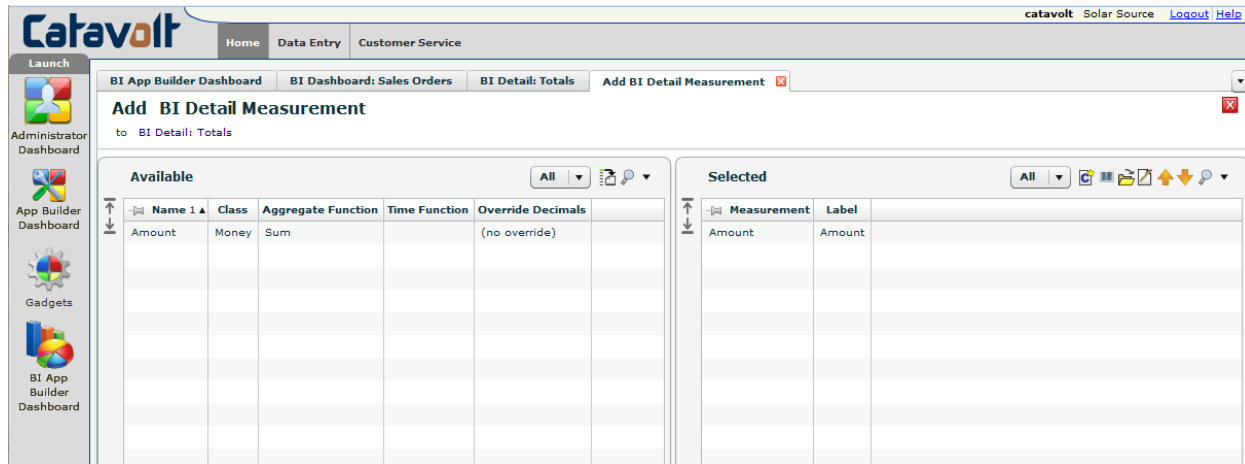 catavolt Solar Source Logout Help
Catavolt
Home Data Entry Customer Service
Launch
BI App Builder Dashboard BI Dashboard: Sales Orders BI Detail: Totals Add BI Detail Measurement
Add BI Detail Measurement
to BI Detail: Totals
Administrator
Dashboard
App Builder
Dashboard
Gadgets
BI App
Builder
Dashboard
Available All
Name 1 Class Aggregate Function Time Function Override Decimals
Amount Money Sum (no override)
Selected All
Measurement Label
Amount Amount